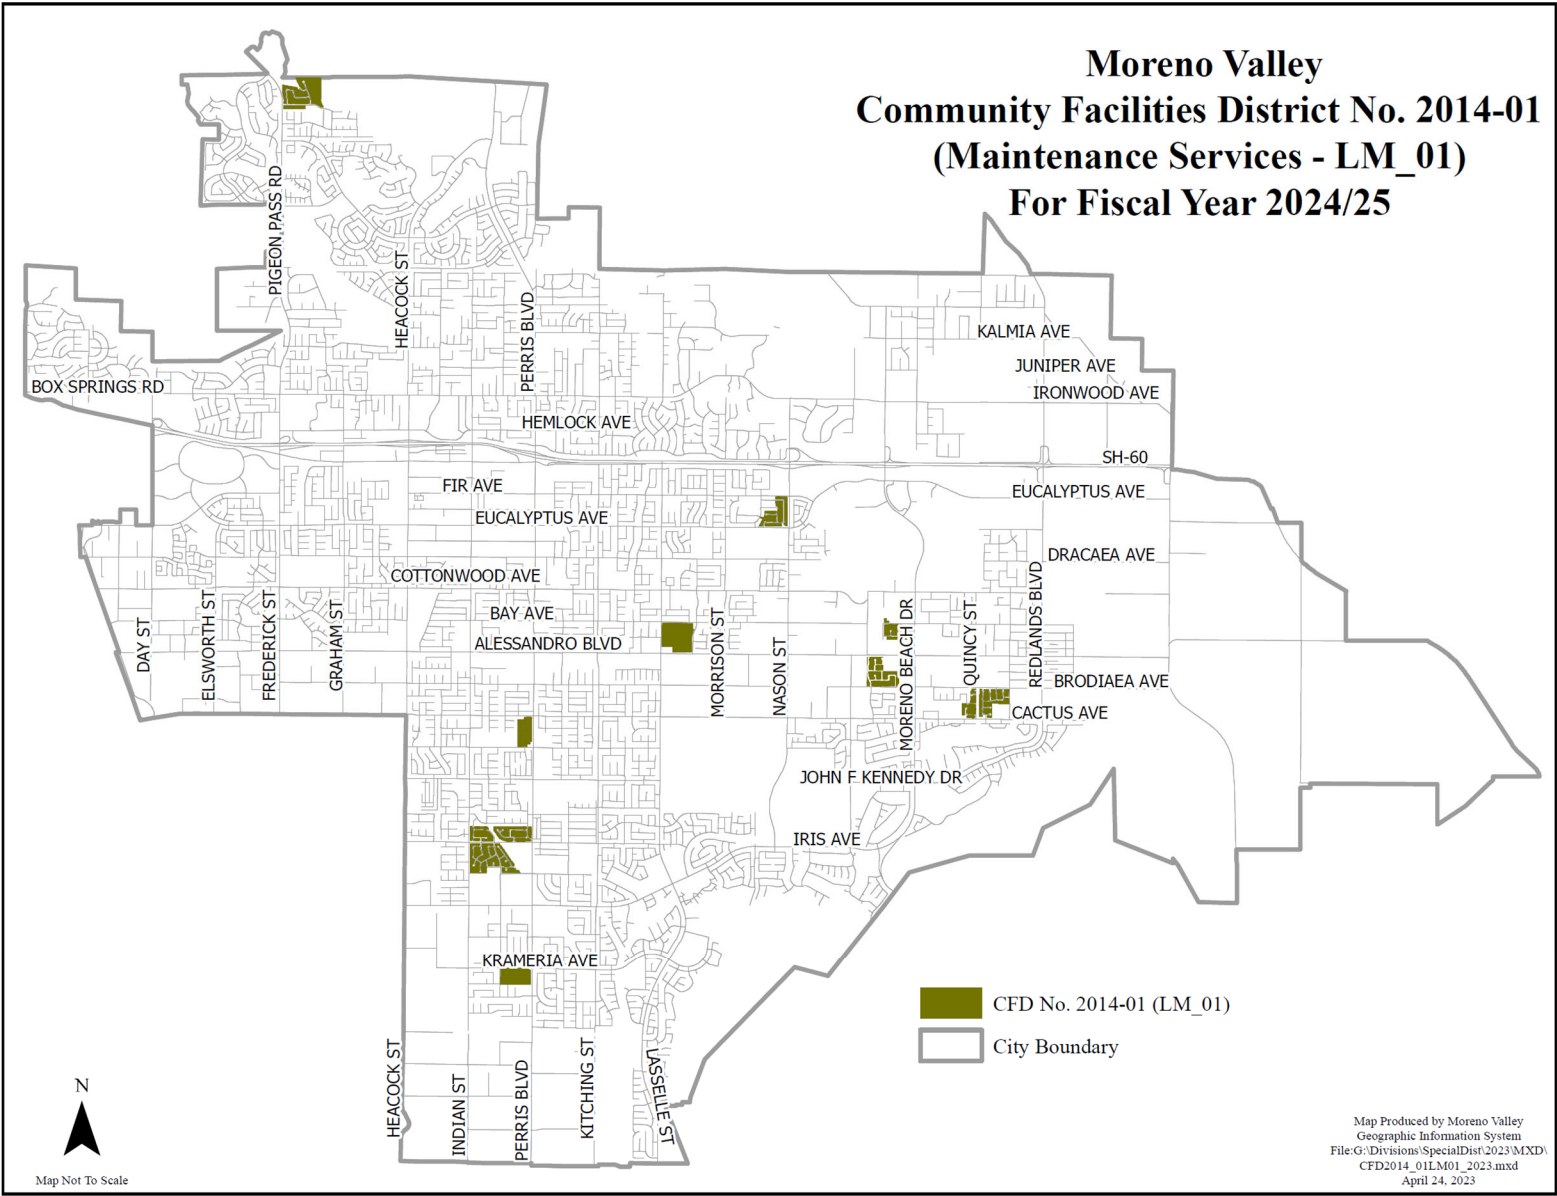 Moreno Valley
Community Facilities District No. 2014-01
(Maintenance Services - LM_01)
For Fiscal Year 2024/25
PIGEON PASS RD
HEACOCK ST
PERRIS BLVD
KALMIA AVE
JUNIPER AVE
IRONWOOD AVE
BOX SPRINGS RD
HEMLOCK AVE
SH-60
FIR AVE
EUCALYPTUS AVE
EUCALYPTUS AVE
DRACAEA AVE
COTTONWOOD AVE
BAY AVE
ALESSANDRO BLVD
DAY ST
ELSWORTH ST
FREDERICK ST
GRAHAM ST
MORRISON ST
NASON ST
MORENO BEACH DR
QUINCY ST
REDLANDS BLVD
BRODIAEA AVE
CACTUS AVE
JOHN F KENNEDY DR
IRIS AVE
KRAMERIA AVE
HEACOCK ST
INDIAN ST
PERRIS BLVD
KITCHING ST
LASSELLE ST
CFD No. 2014-01 (LM_01)
City Boundary
N
Map Not To Scale
Map Produced by Moreno Valley
Geographic Information System
File:G:\Divisions\SpecialDist\2023\MXD\
CFD2014_01LM01_2023.mxd
April 24, 2023